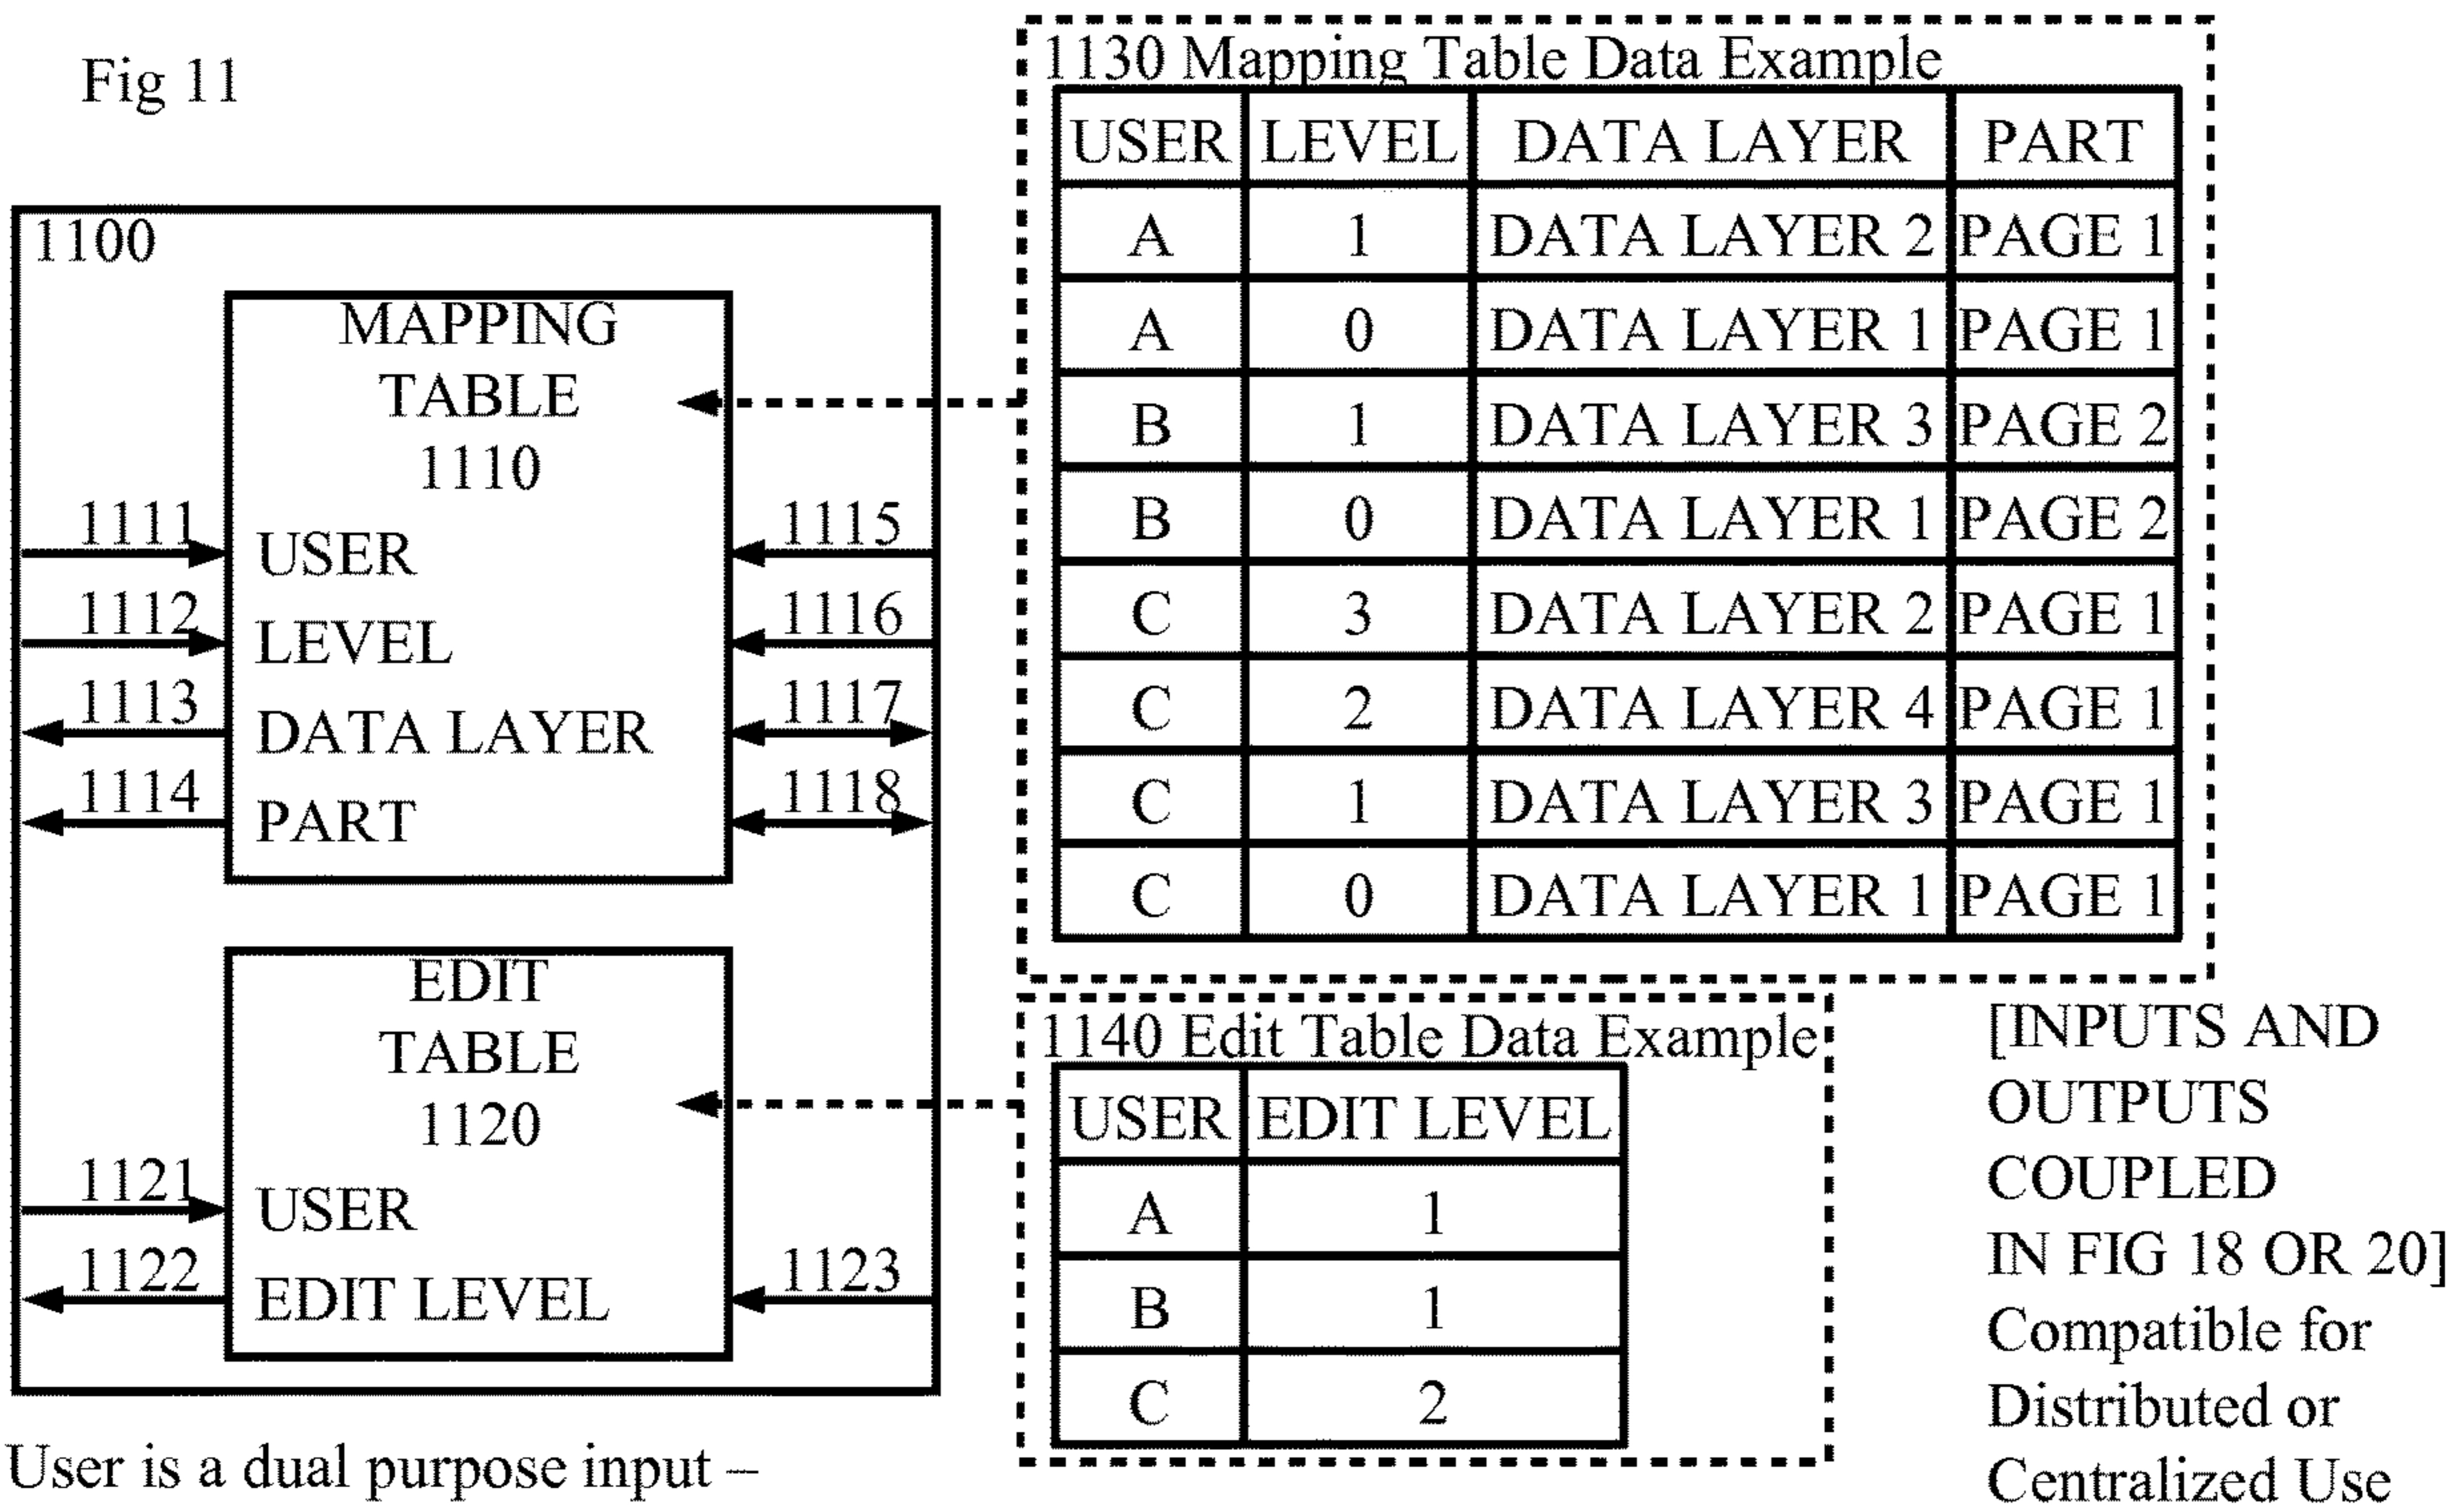 Fig 11
1100
MAPPING
TABLE
1110
1111 USER 1115
1112 LEVEL 1116
1113 DATA LAYER 1117
1114 PART 1118
EDIT
TABLE
1120
1121 USER
1122 EDIT LEVEL 1123
User is a dual purpose input –
1130 Mapping Table Data Example
USER LEVEL DATA LAYER PART
A 1 DATA LAYER 2 PAGE 1
A 0 DATA LAYER 1 PAGE 1
B 1 DATA LAYER 3 PAGE 2
B 0 DATA LAYER 1 PAGE 2
C 3 DATA LAYER 2 PAGE 1
C 2 DATA LAYER 4 PAGE 1
C 1 DATA LAYER 3 PAGE 1
C 0 DATA LAYER 1 PAGE 1
1140 Edit Table Data Example
USER EDIT LEVEL
A 1
B 1
C 2
[INPUTS AND
OUTPUTS
COUPLED
IN FIG 18 OR 20]
Compatible for
Distributed or
Centralized Use